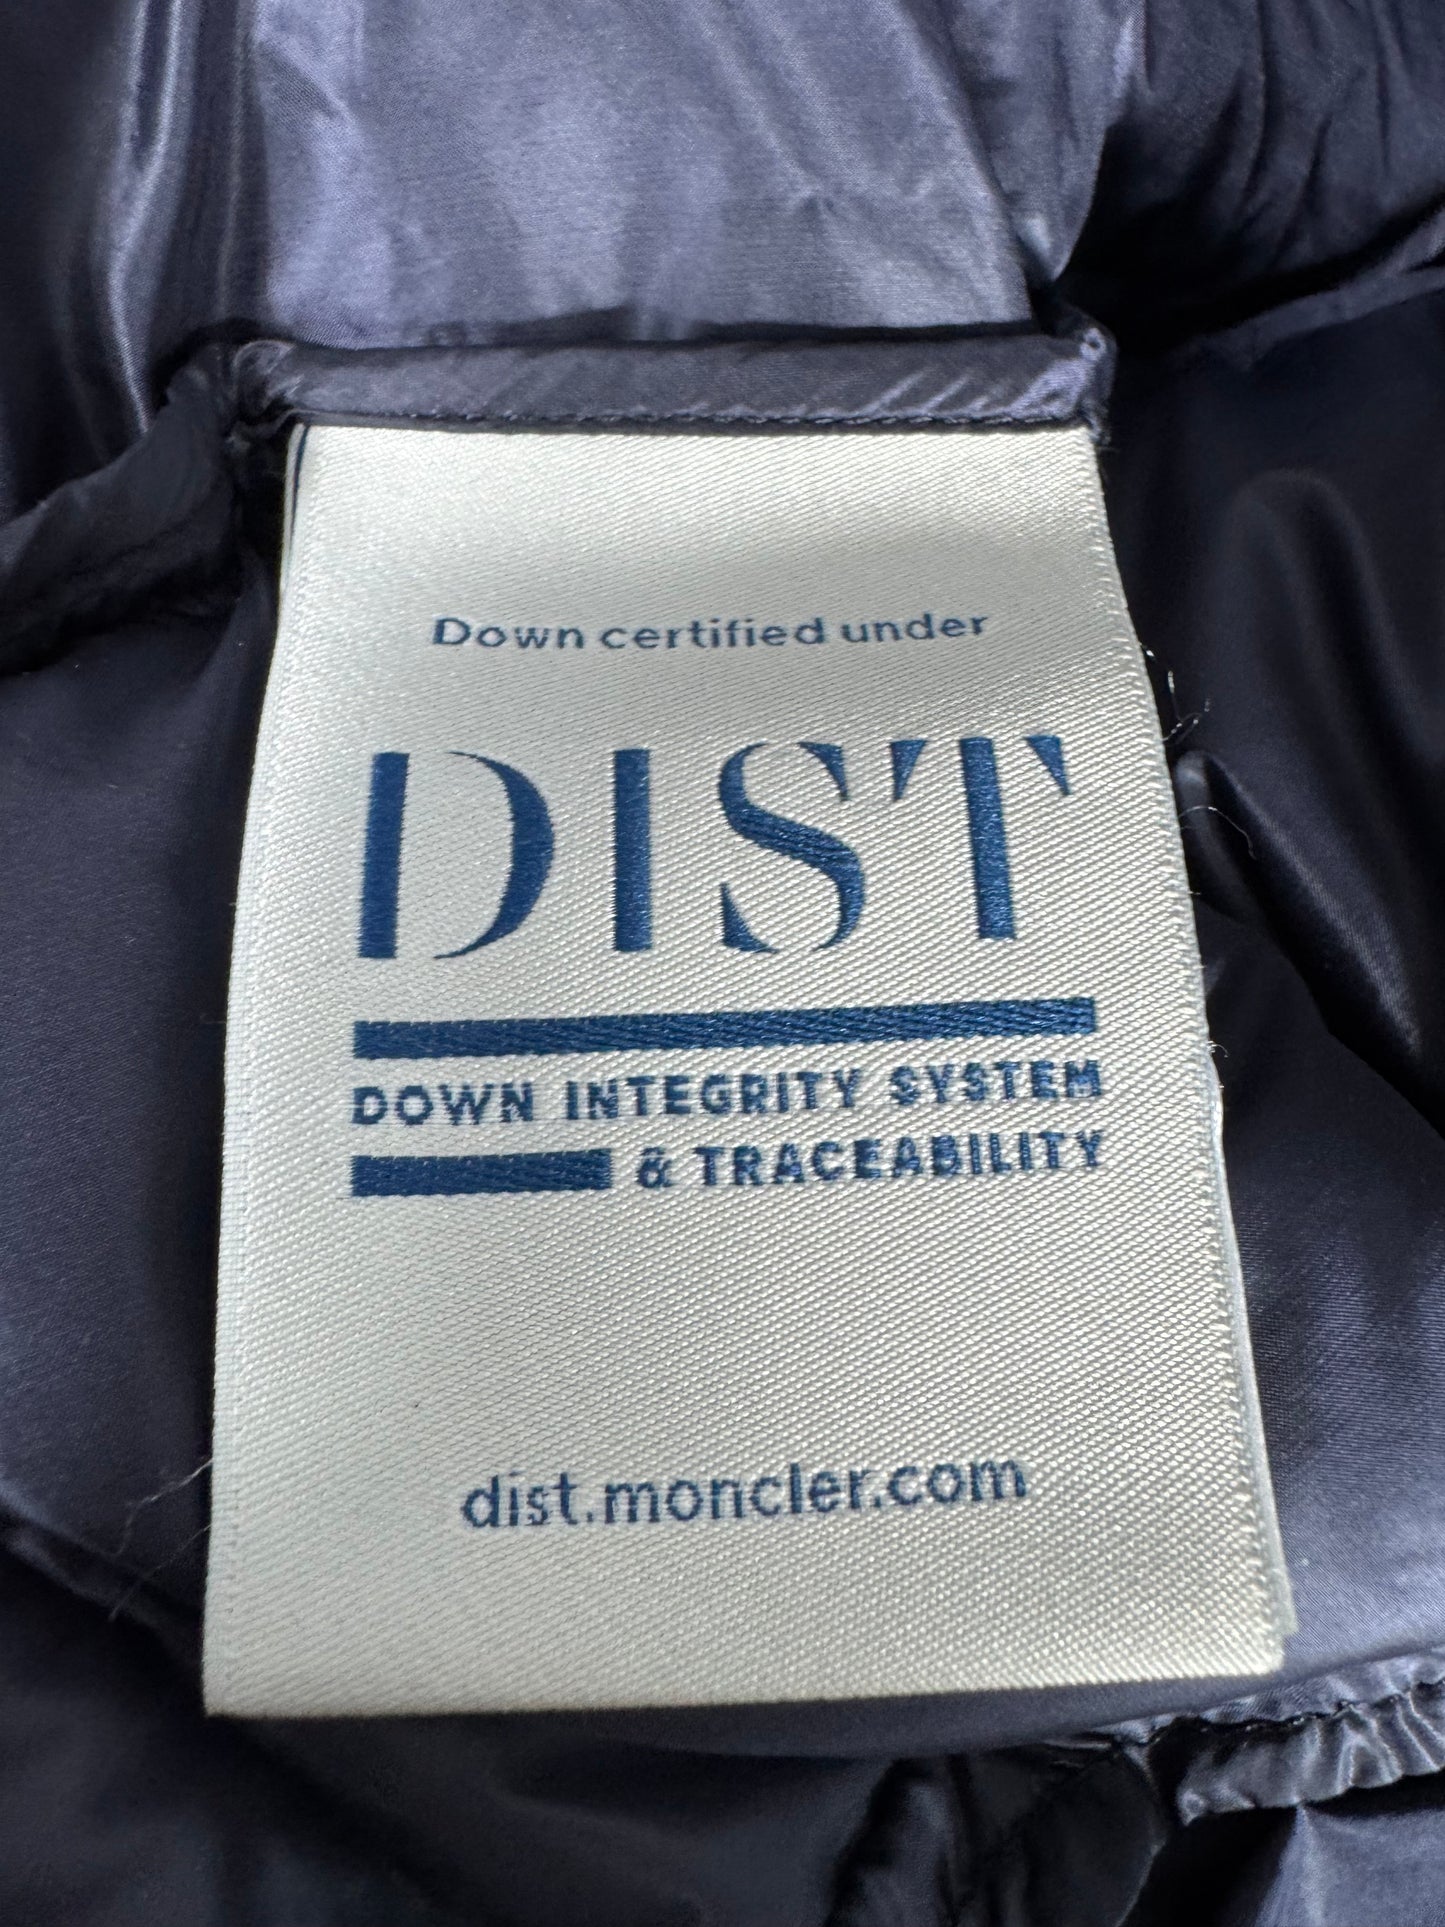 Down certified under
DIST
DOWN INTEGRITY SYSTEM
& TRACEABILITY
dist.moncler.com